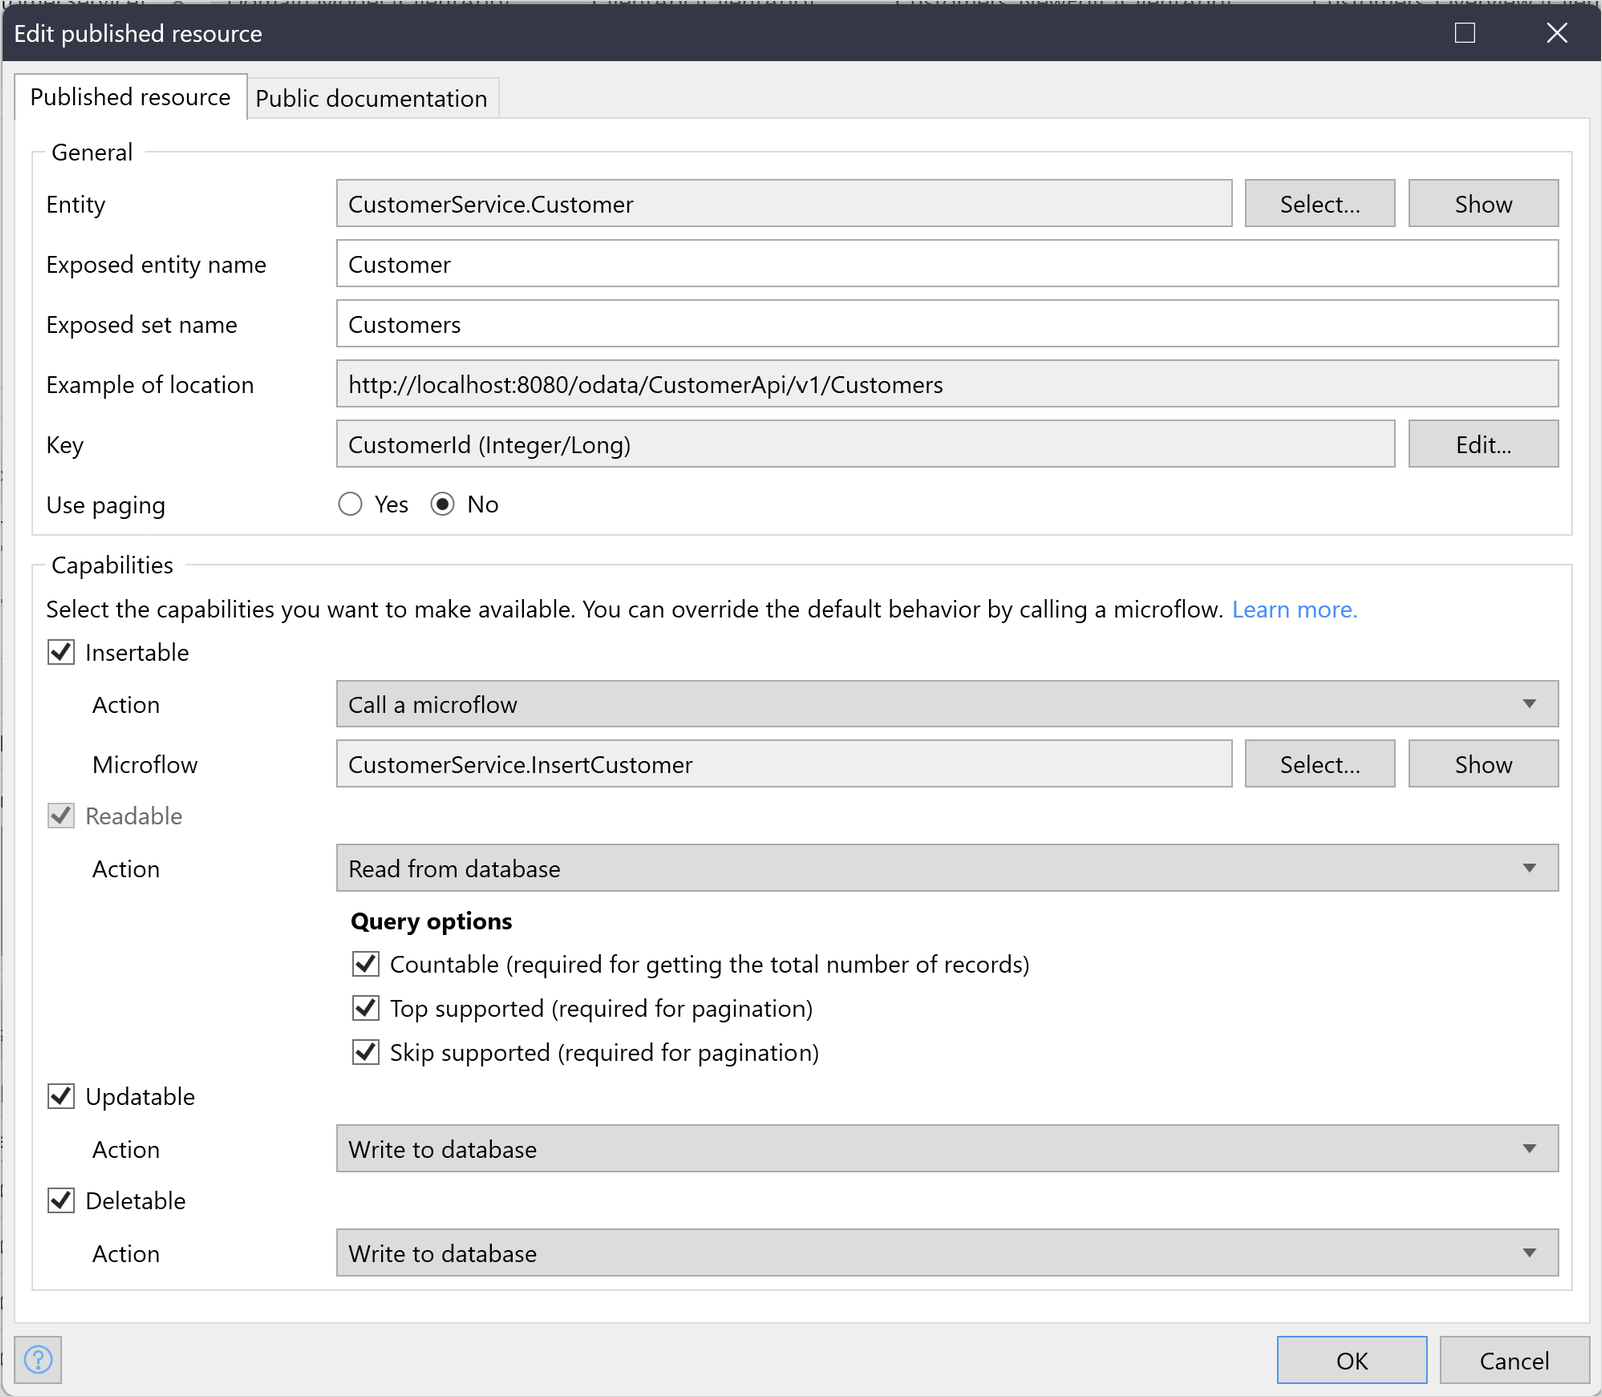 Edit published resource
Published resource
Public documentation
General
Entity
CustomerService.Customer
Select...
Show
Exposed entity name
Customer
Exposed set name
Customers
Example of location
http://localhost:8080/odata/CustomerApi/v1/Customers
Key
CustomerId (Integer/Long)
Edit...
Use paging
Yes
No
Capabilities
Select the capabilities you want to make available. You can override the default behavior by calling a microflow. Learn more.
Insertable
Action
Call a microflow
Microflow
CustomerService.InsertCustomer
Select...
Show
Readable
Action
Read from database
Query options
Countable (required for getting the total number of records)
Top supported (required for pagination)
Skip supported (required for pagination)
Updatable
Action
Write to database
Deletable
Action
Write to database
?
OK
Cancel